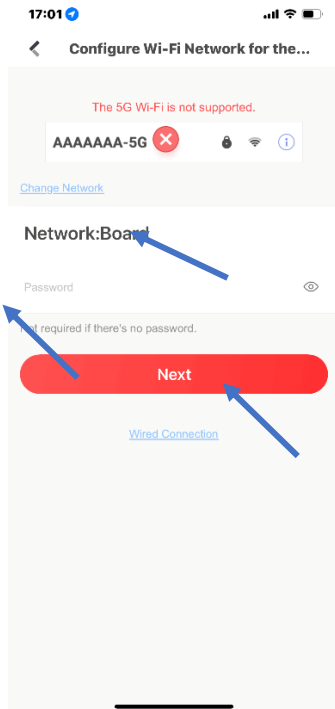 17:01
Configure Wi-Fi Network for the...
The 5G Wi-Fi is not supported.
AAAAAAA-5G
Change Network
Network:Board
Password
Not required if there's no password.
Next
Wired Connection